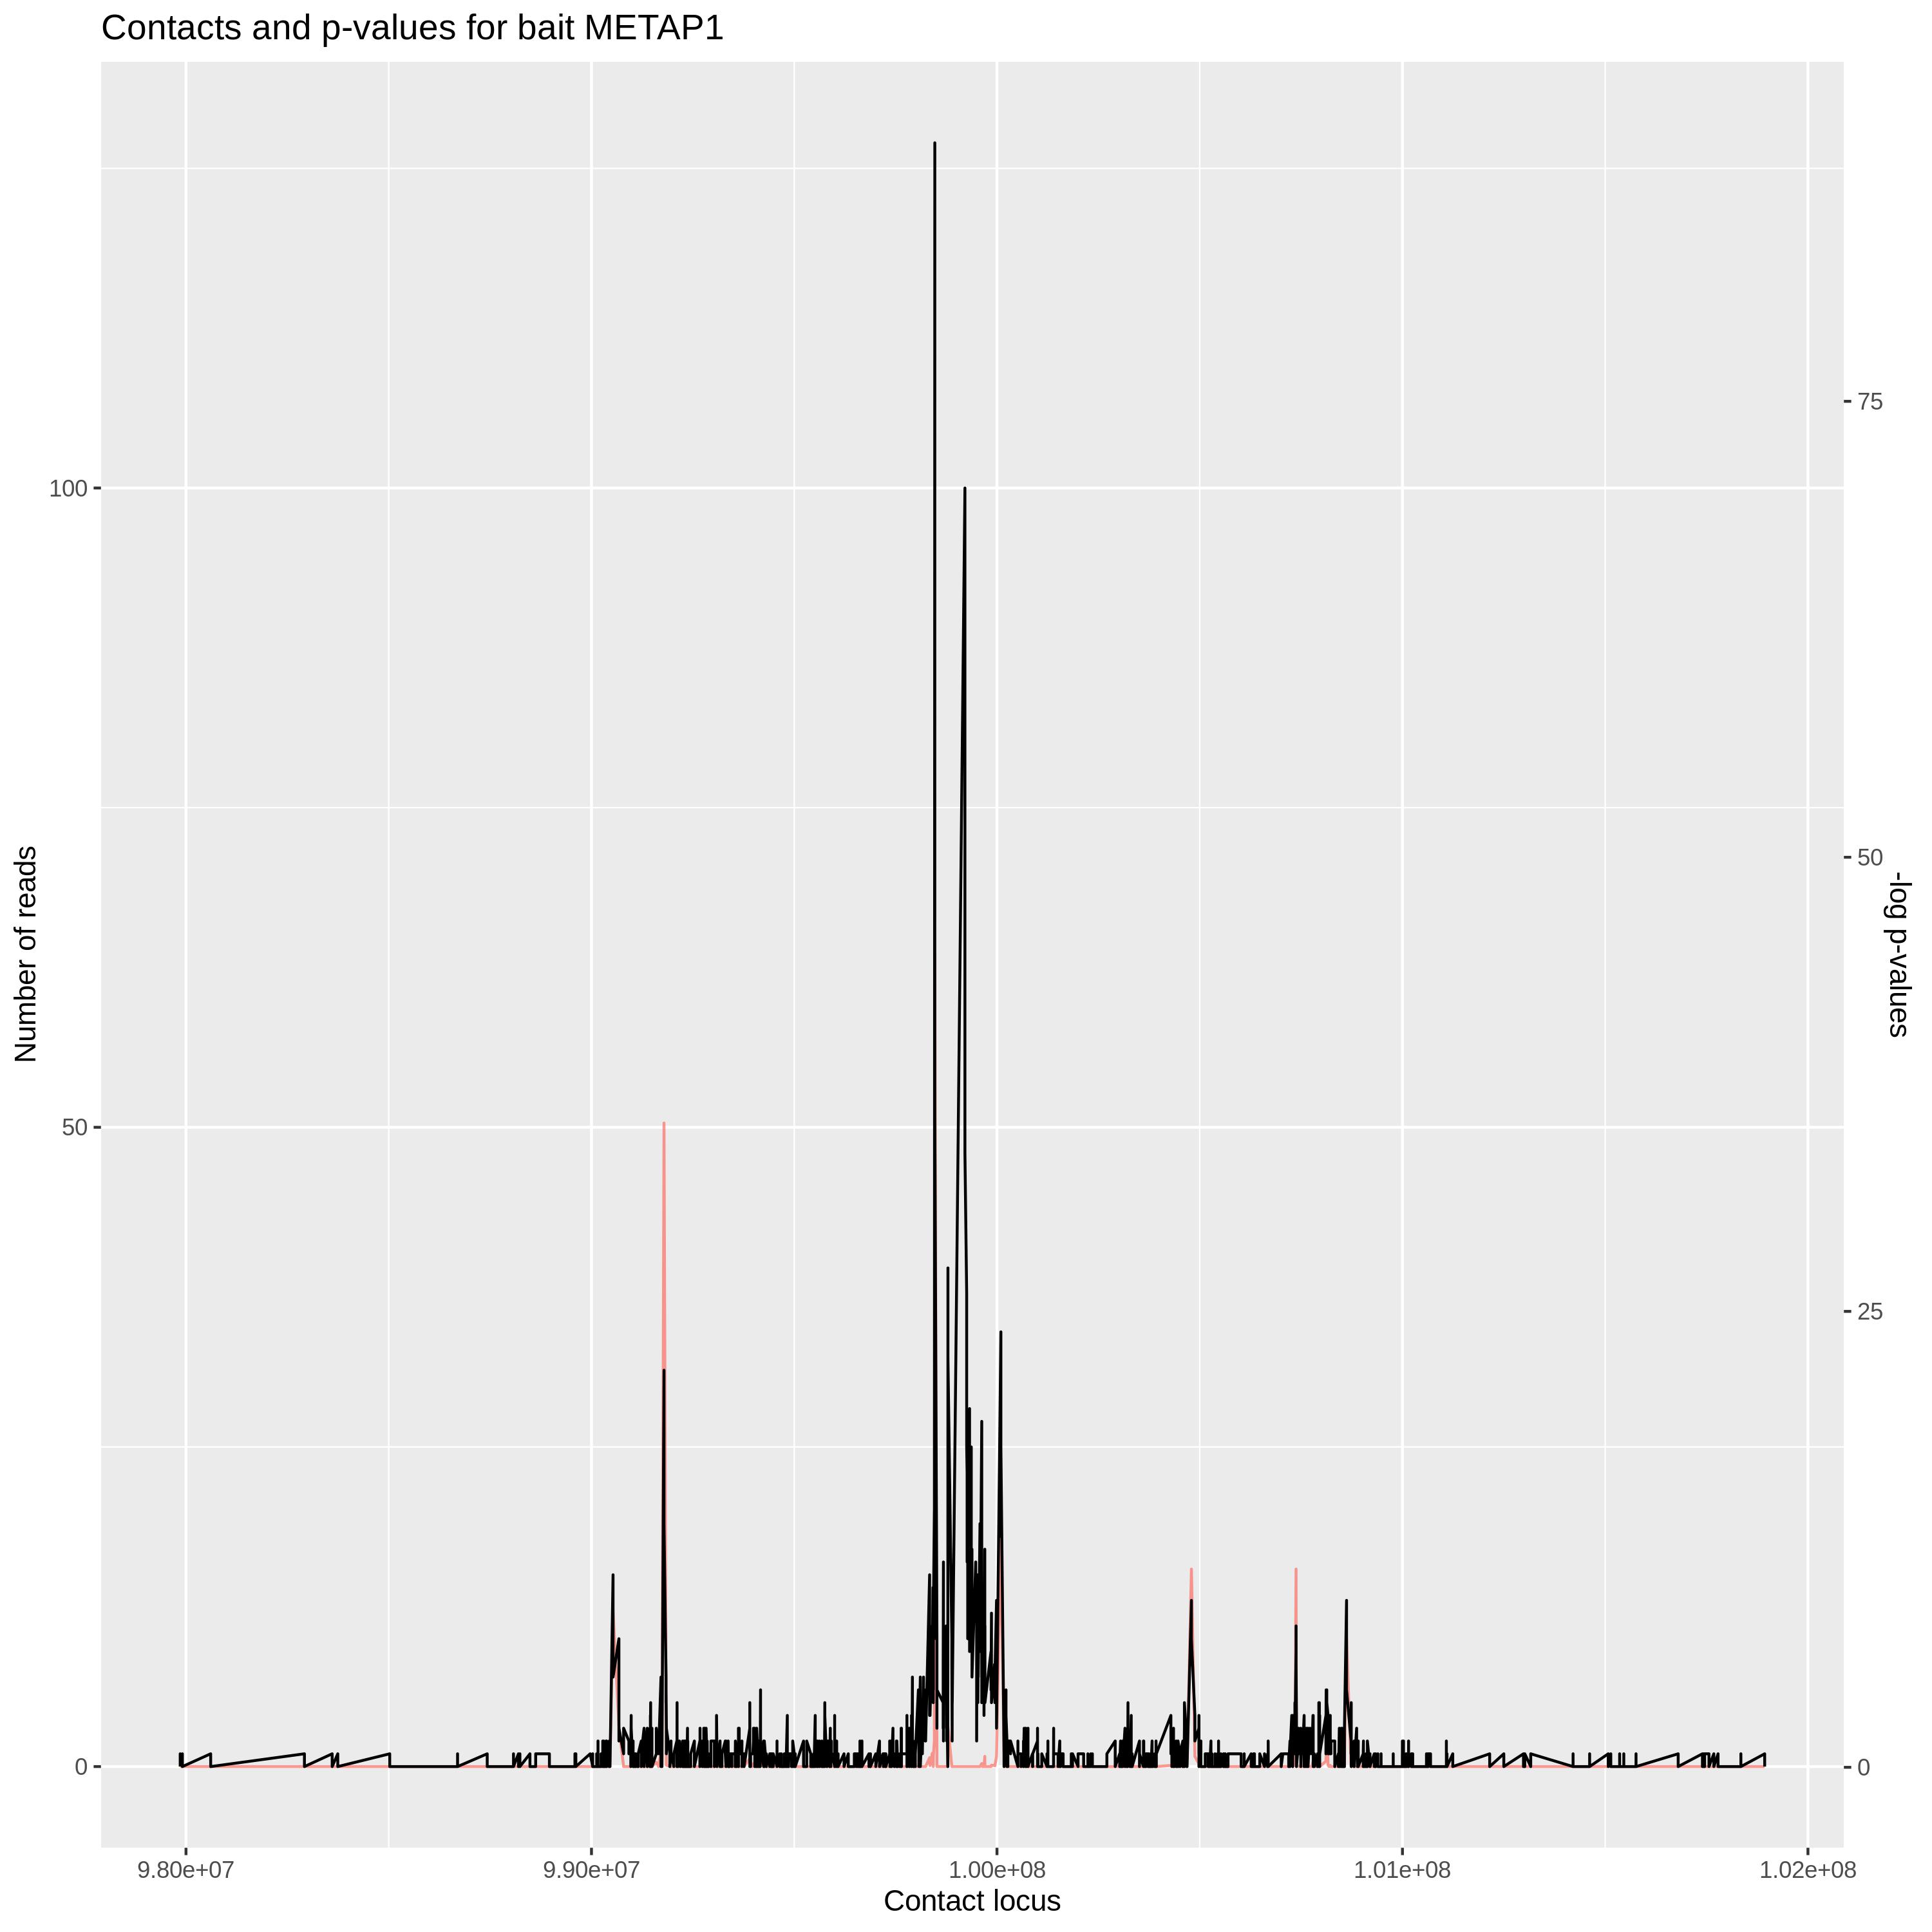 Contacts and p-values for bait METAP1
100
50
0
Number of reads
75
50
25
0
-log p-values
9.80e+07
9.90e+07
1.00e+08
1.01e+08
1.02e+08
Contact locus